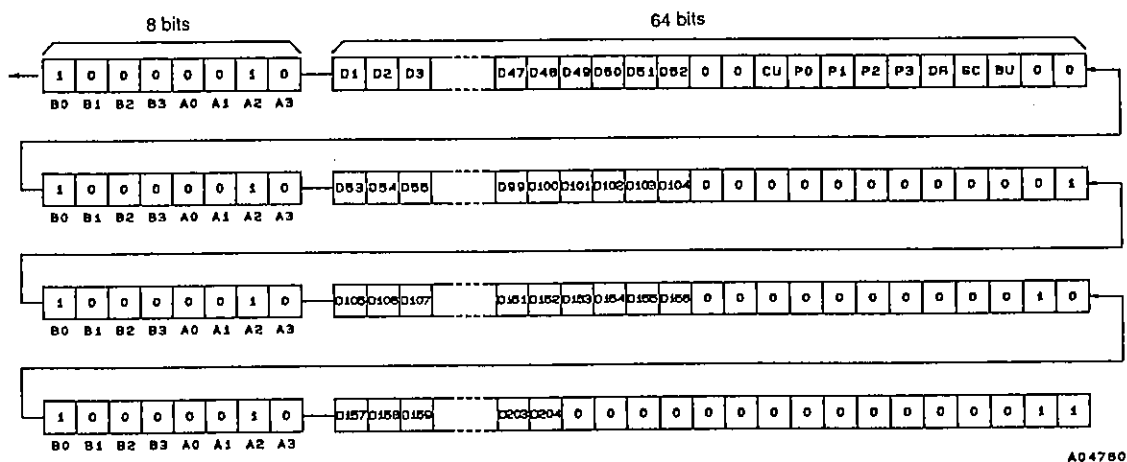 8 bits 64 bits
1 0 0 0 0 0 1 0 D1 D2 D3 D47 D48 D49 D50 D51 D52 0 0 CU P0 P1 P2 P3 DR SC BU 0 0
B0 B1 B2 B3 A0 A1 A2 A3
1 0 0 0 0 0 1 0 D53 D54 D55 D99 D100 D101 D102 D103 D104 0 0 0 0 0 0 0 0 0 0 0 1
B0 B1 B2 B3 A0 A1 A2 A3
1 0 0 0 0 0 1 0 D105 D106 D107 D151 D152 D153 D154 D155 D156 0 0 0 0 0 0 0 0 0 0 1 0
B0 B1 B2 B3 A0 A1 A2 A3
1 0 0 0 0 0 1 0 D157 D158 D159 D203 D204 0 0 0 0 0 0 0 0 0 0 0 0 0 0 1 1
B0 B1 B2 B3 A0 A1 A2 A3
A04760